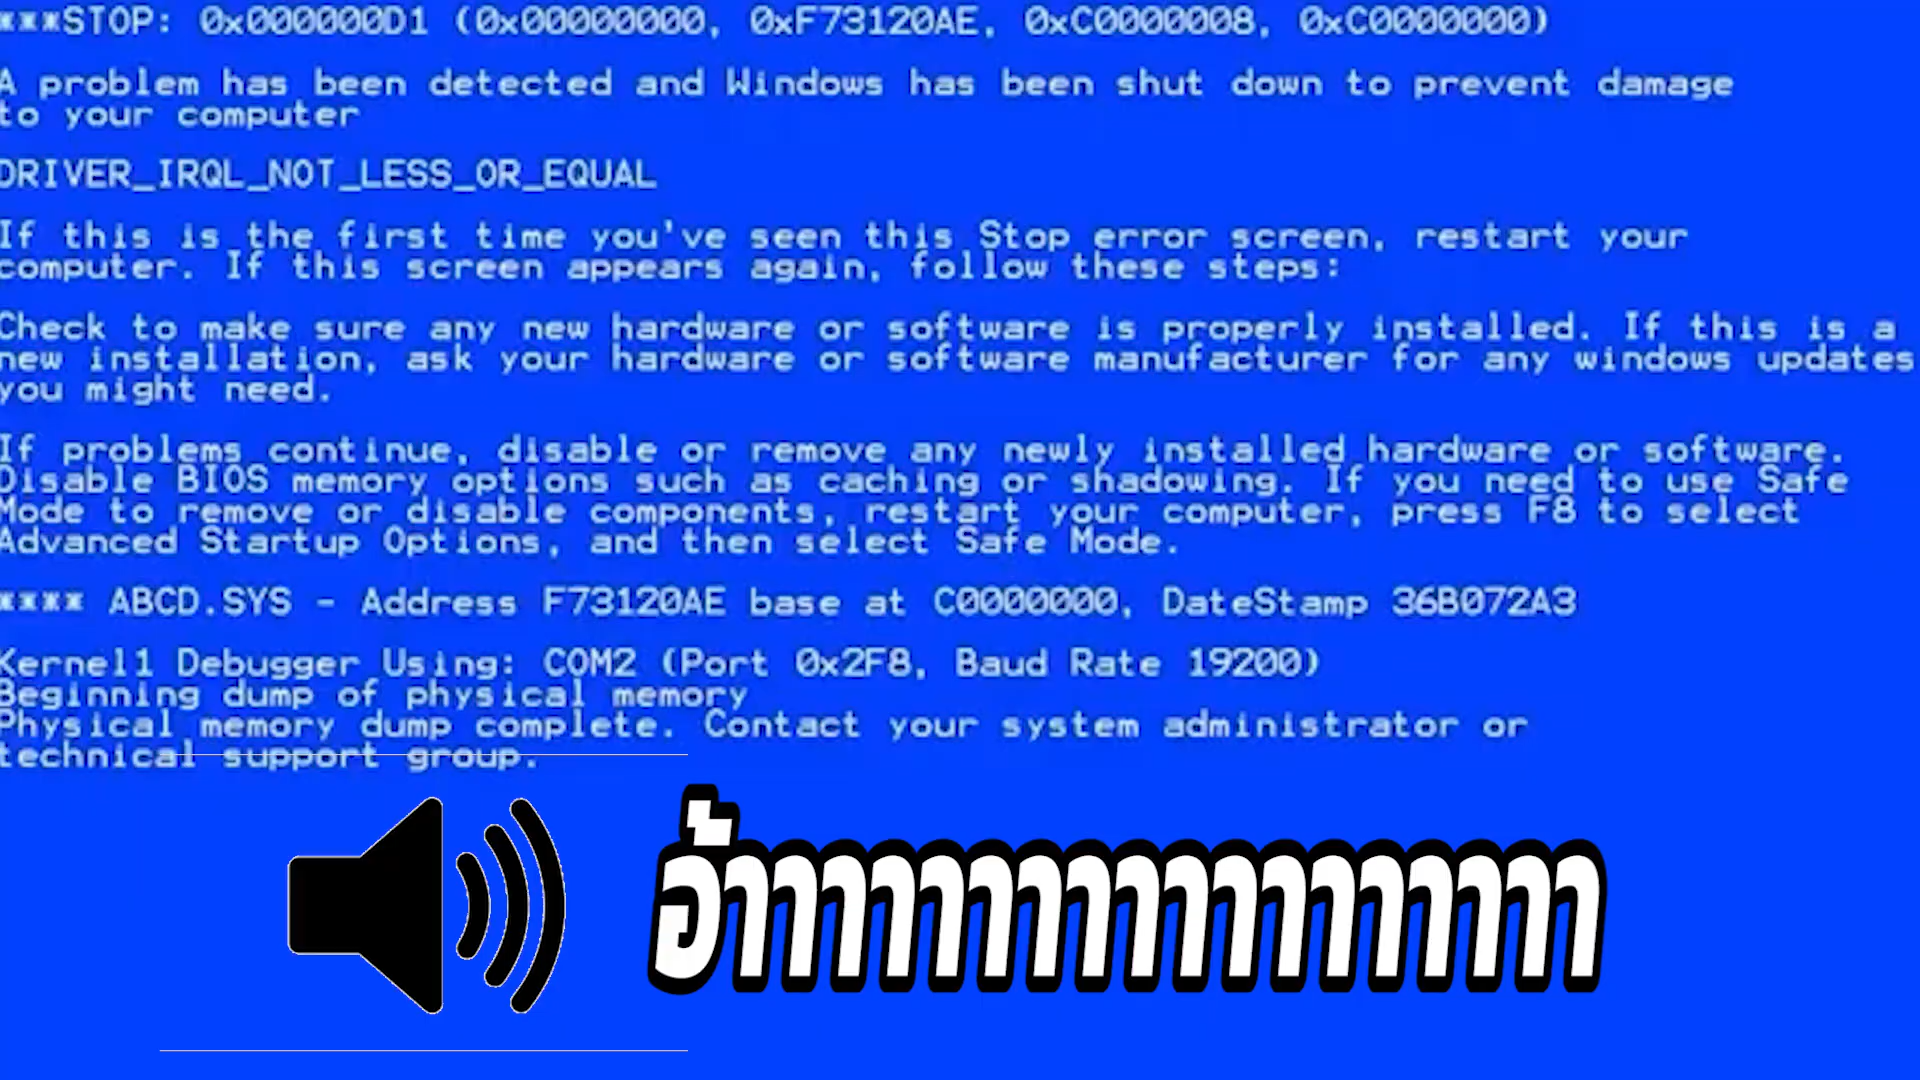 ***STOP: 0x000000D1 (0x00000000, 0xF73120AE, 0xC0000008, 0xC0000000)
A problem has been detected and Windows has been shut down to prevent damage
to your computer
DRIVER_IRQL_NOT_LESS_OR_EQUAL
If this is the first time you've seen this Stop error screen, restart your
computer. If this screen appears again, follow these steps:
Check to make sure any new hardware or software is properly installed. If this is a
new installation, ask your hardware or software manufacturer for any windows updates
you might need.
If problems continue, disable or remove any newly installed hardware or software.
Disable BIOS memory options such as caching or shadowing. If you need to use Safe
Mode to remove or disable components, restart your computer, press F8 to select
Advanced Startup Options, and then select Safe Mode.
**** ABCD.SYS - Address F73120AE base at C0000000, DateStamp 36B072A3
Kernel1 Debugger Using: COM2 (Port 0x2F8, Baud Rate 19200)
Beginning dump of physical memory
Physical memory dump complete. Contact your system administrator or
technical support group.
อ้าาาาาาาาาาาาาาาาาา